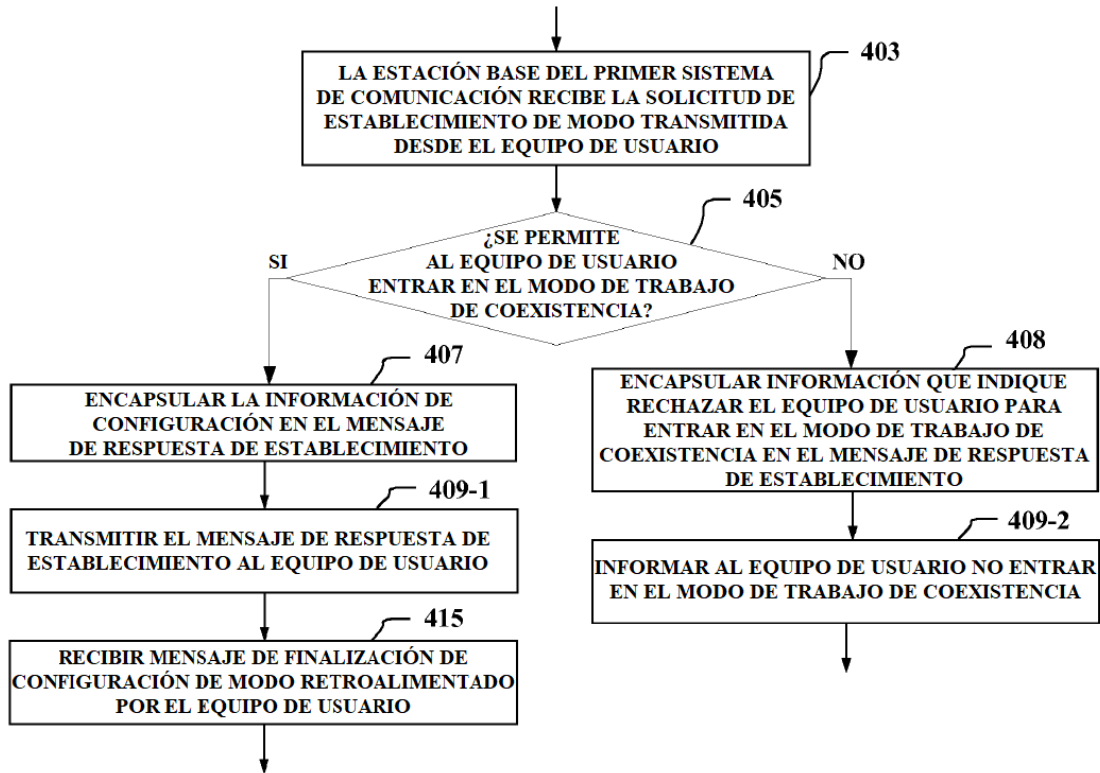 403
LA ESTACIÓN BASE DEL PRIMER SISTEMA
DE COMUNICACIÓN RECIBE LA SOLICITUD DE
ESTABLECIMIENTO DE MODO TRANSMITIDA
DESDE EL EQUIPO DE USUARIO
405
¿SE PERMITE
AL EQUIPO DE USUARIO
ENTRAR EN EL MODO DE TRABAJO
DE COEXISTENCIA?
SI
NO
407
ENCAPSULAR LA INFORMACIÓN DE
CONFIGURACIÓN EN EL MENSAJE
DE RESPUESTA DE ESTABLECIMIENTO
409-1
TRANSMITIR EL MENSAJE DE RESPUESTA DE
ESTABLECIMIENTO AL EQUIPO DE USUARIO
415
RECIBIR MENSAJE DE FINALIZACIÓN DE
CONFIGURACIÓN DE MODO RETROALIMENTADO
POR EL EQUIPO DE USUARIO
408
ENCAPSULAR INFORMACIÓN QUE INDIQUE
RECHAZAR EL EQUIPO DE USUARIO PARA
ENTRAR EN EL MODO DE TRABAJO DE
COEXISTENCIA EN EL MENSAJE DE RESPUESTA
DE ESTABLECIMIENTO
409-2
INFORMAR AL EQUIPO DE USUARIO NO ENTRAR
EN EL MODO DE TRABAJO DE COEXISTENCIA